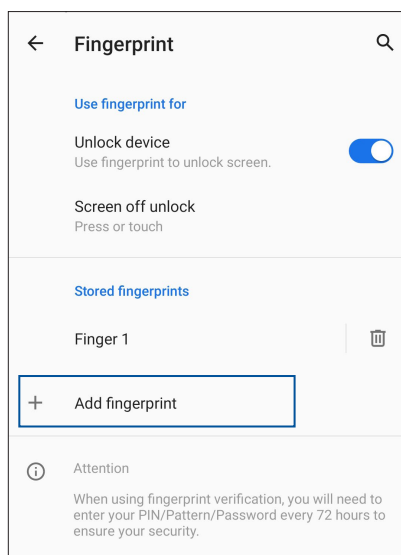 Fingerprint
Use fingerprint for
Unlock device
Use fingerprint to unlock screen.
Screen off unlock
Press or touch
Stored fingerprints
Finger 1
Add fingerprint
Attention
When using fingerprint verification, you will need to
enter your PIN/Pattern/Password every 72 hours to
ensure your security.